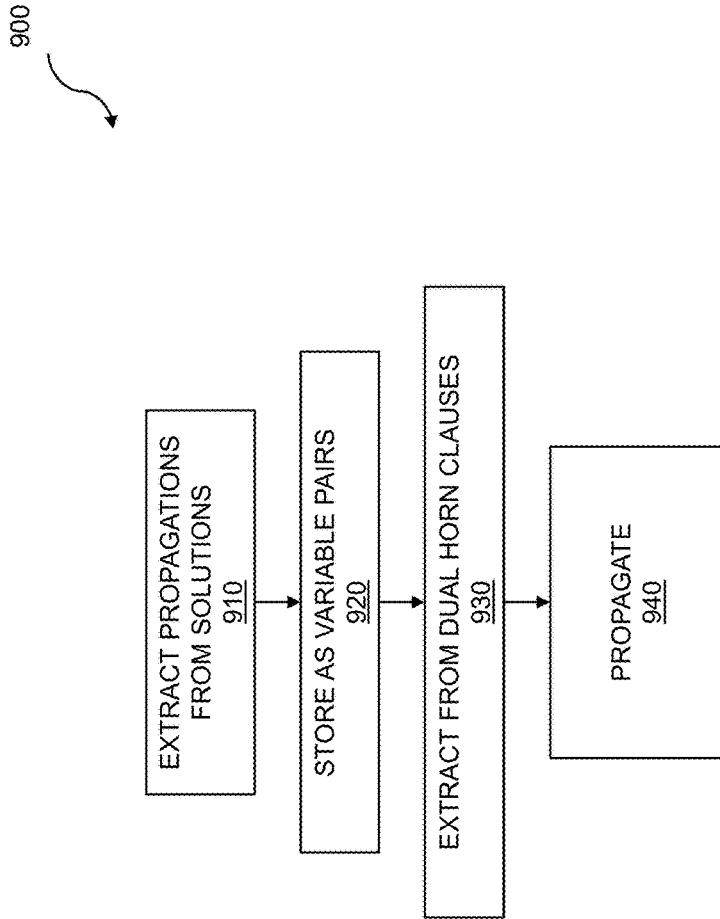 900
EXTRACT PROPAGATIONS
FROM SOLUTIONS
910
STORE AS VARIABLE PAIRS
920
EXTRACT FROM DUAL HORN CLAUSES
930
PROPAGATE
940